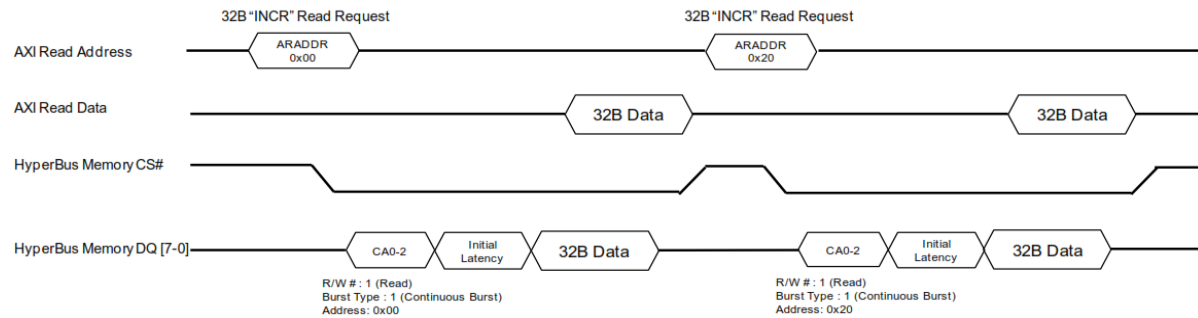 32B “INCR” Read Request
32B “INCR” Read Request
AXI Read Address
ARADDR
0x00
ARADDR
0x20
AXI Read Data
32B Data
32B Data
HyperBus Memory CS#
HyperBus Memory DQ [7-0]
CA0-2
Initial
Latency
32B Data
CA0-2
Initial
Latency
32B Data
R/W # : 1 (Read)
Burst Type : 1 (Continuous Burst)
Address: 0x00
R/W # : 1 (Read)
Burst Type : 1 (Continuous Burst)
Address: 0x20